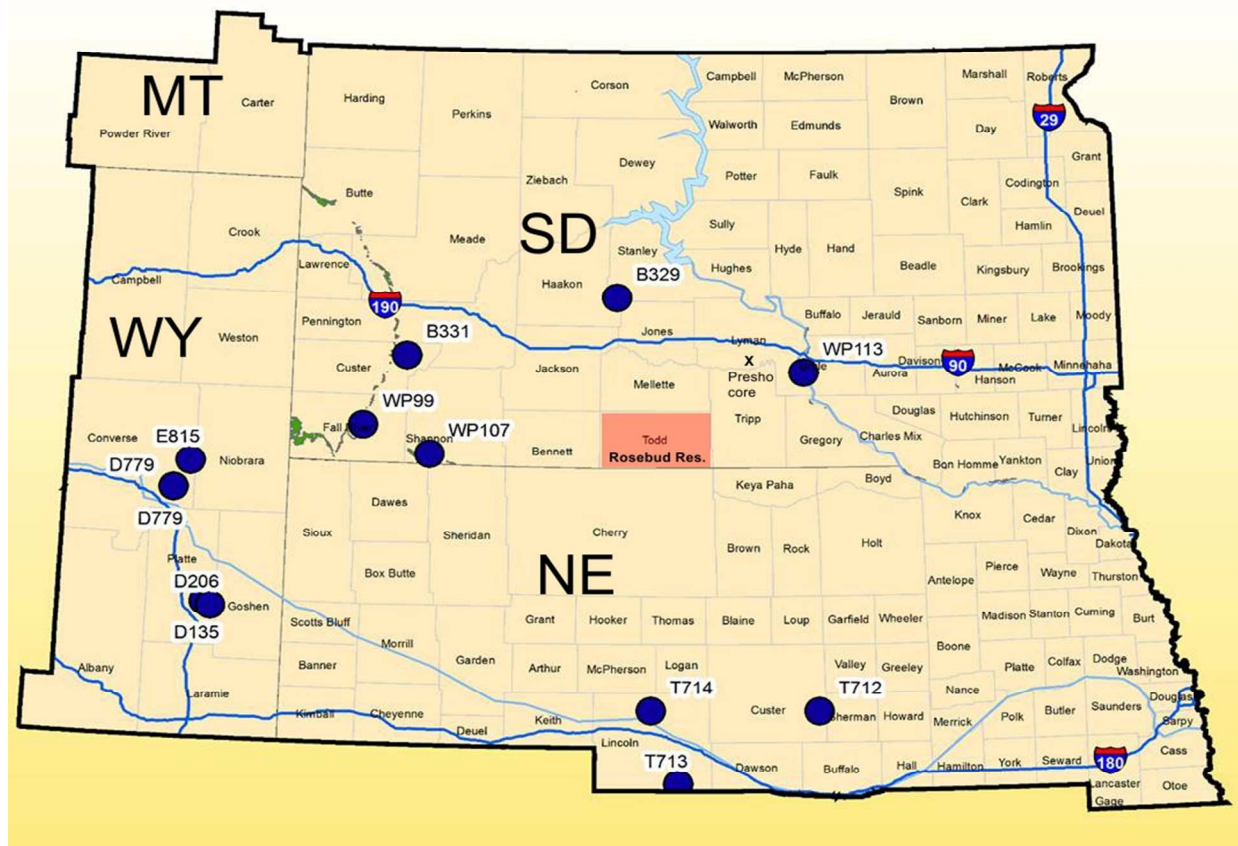 MT
Carter
Powder River
Harding
Perkins
Corson
Campbell
McPherson
Brown
Marshall
Roberts
29
Walworth
Edmunds
Day
Grant
Dewey
Ziebach
Potter
Faulk
Spink
Clark
Codington
Hamlin
Deuel
Butte
Meade
SD
Stanley
Sully
Hyde
Hand
Crook
Lawrence
Haakon
B329
Hughes
Beadle
Kingsbury
Brookings
Campbell
190
Pennington
WY
Weston
B331
Custer
Jones
Jackson
Lyman
x
Presho
core
Buffalo
Jerauld
Sanborn
Miner
Lake
Moody
WP113
Aurora
Davison
90
Hanson
McCook
Minnehaha
Mellette
WP99
Fall River
WP107
Shannon
Bennett
Todd
Rosebud Res.
Tripp
Gregory
Charles Mix
Douglas
Hutchinson
Turner
Lincoln
Bon Homme
Yankton
Clay
Union
Converse
E815
D779
Niobrara
D779
Dawes
Sioux
Sheridan
Cherry
Keya Paha
Boyd
Knox
Cedar
Dixon
Dakota
Platte
Box Butte
NE
Brown
Rock
Holt
Antelope
Pierce
Wayne
Thurston
D206
Goshen
D135
Scotts Bluff
Morrill
Grant
Hooker
Thomas
Blaine
Loup
Garfield
Wheeler
Madison
Stanton
Cuming
Burt
Boone
Albany
Banner
Garden
Arthur
McPherson
Logan
Valley
Greeley
Platte
Colfax
Dodge
Washington
Laramie
Kimball
Cheyenne
Deuel
Keith
T714
Custer
T712
Sherman
Howard
Nance
Merrick
Polk
Butler
Saunders
Douglas
Sarpy
Lincoln
T713
Dawson
Buffalo
Hall
Hamilton
York
Seward
180
Cass
Lancaster
Otoe
Gage